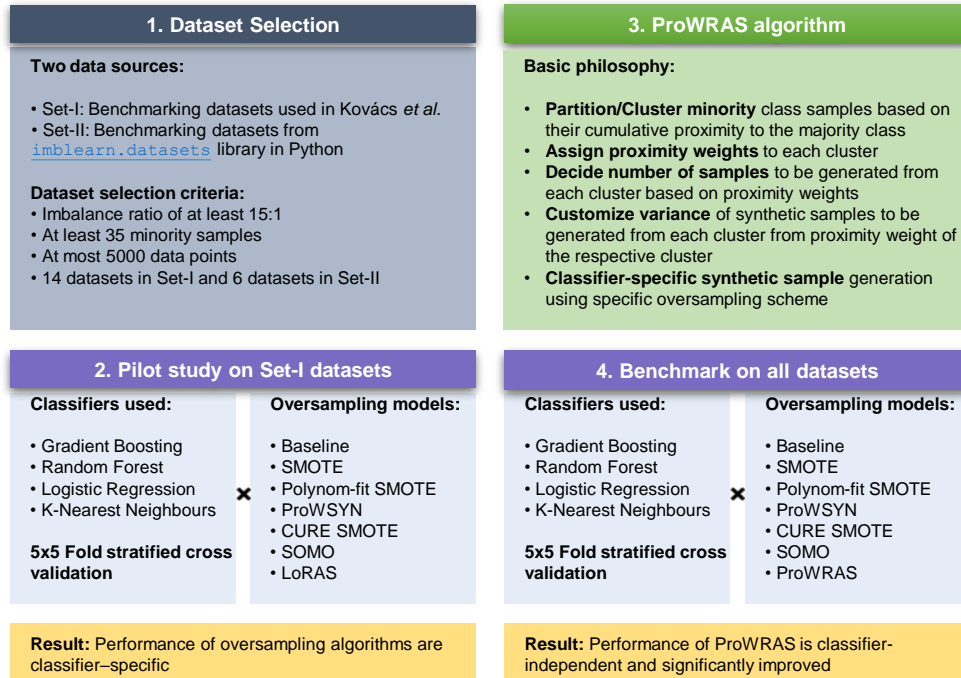 1. Dataset Selection
Two data sources:
• Set-I: Benchmarking datasets used in Kovács et al.
• Set-II: Benchmarking datasets from
imblearn.datasets library in Python
Dataset selection criteria:
• Imbalance ratio of at least 15:1
• At least 35 minority samples
• At most 5000 data points
• 14 datasets in Set-I and 6 datasets in Set-II
2. Pilot study on Set-I datasets
Classifiers used:
• Gradient Boosting
• Random Forest
• Logistic Regression
• K-Nearest Neighbours
5x5 Fold stratified cross
validation
×
Oversampling models:
• Baseline
• SMOTE
• Polynom-fit SMOTE
• ProWSYN
• CURE SMOTE
• SOMO
• LoRAS
Result: Performance of oversampling algorithms are
classifier–specific
3. ProWRAS algorithm
Basic philosophy:
• Partition/Cluster minority class samples based on
their cumulative proximity to the majority class
• Assign proximity weights to each cluster
• Decide number of samples to be generated from
each cluster based on proximity weights
• Customize variance of synthetic samples to be
generated from each cluster from proximity weight of
the respective cluster
• Classifier-specific synthetic sample generation
using specific oversampling scheme
4. Benchmark on all datasets
Classifiers used:
• Gradient Boosting
• Random Forest
• Logistic Regression
• K-Nearest Neighbours
5x5 Fold stratified cross
validation
×
Oversampling models:
• Baseline
• SMOTE
• Polynom-fit SMOTE
• ProWSYN
• CURE SMOTE
• SOMO
• ProWRAS
Result: Performance of ProWRAS is classifier-
independent and significantly improved